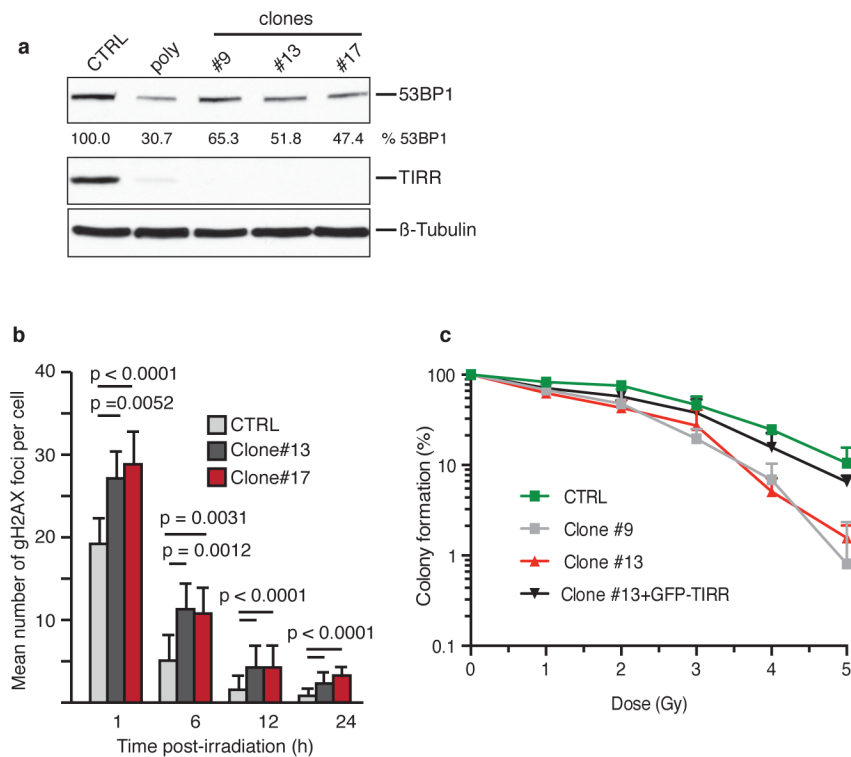 a
clones
CTRL poly #9 #13 #17
53BP1
100.0 30.7 65.3 51.8 47.4 % 53BP1
TIRR
ß-Tubulin
b
Mean number of gH2AX foci per cell
40
30
20
10
p < 0.0001
p =0.0052
CTRL
Clone#13
Clone#17
p = 0.0031
p = 0.0012
p < 0.0001
p < 0.0001
1 6 12 24
Time post-irradiation (h)
c
Colony formation (%)
100
10
1
0.1
CTRL
Clone #9
Clone #13
Clone #13+GFP-TIRR
0 1 2 3 4 5
Dose (Gy)